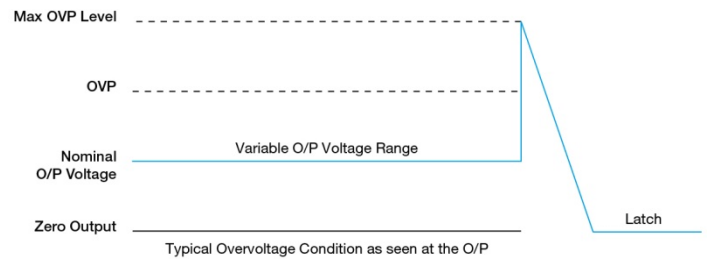 Max OVP Level
OVP
Variable O/P Voltage Range
Nominal
O/P Voltage
Zero Output
Latch
Typical Overvoltage Condition as seen at the O/P